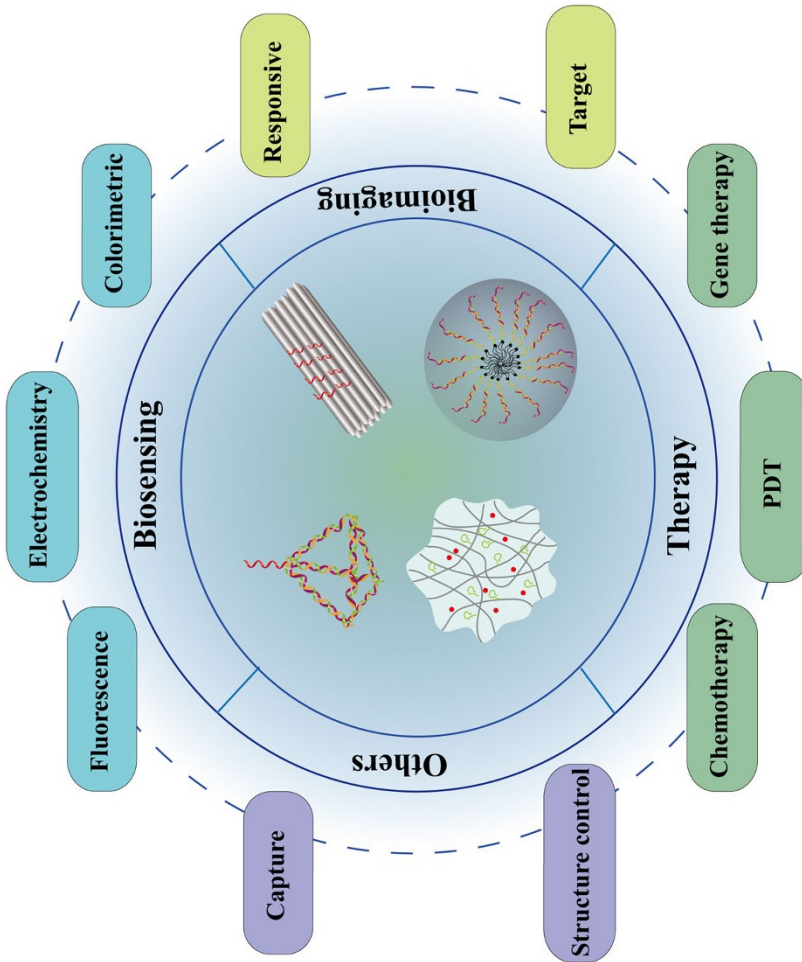 Fluorescence
Electrochemistry
Colorimetric
Biosensing
Capture
Responsive
Others
Bioimaging
Structure control
Target
Therapy
Chemotherapy
PDT
Gene therapy